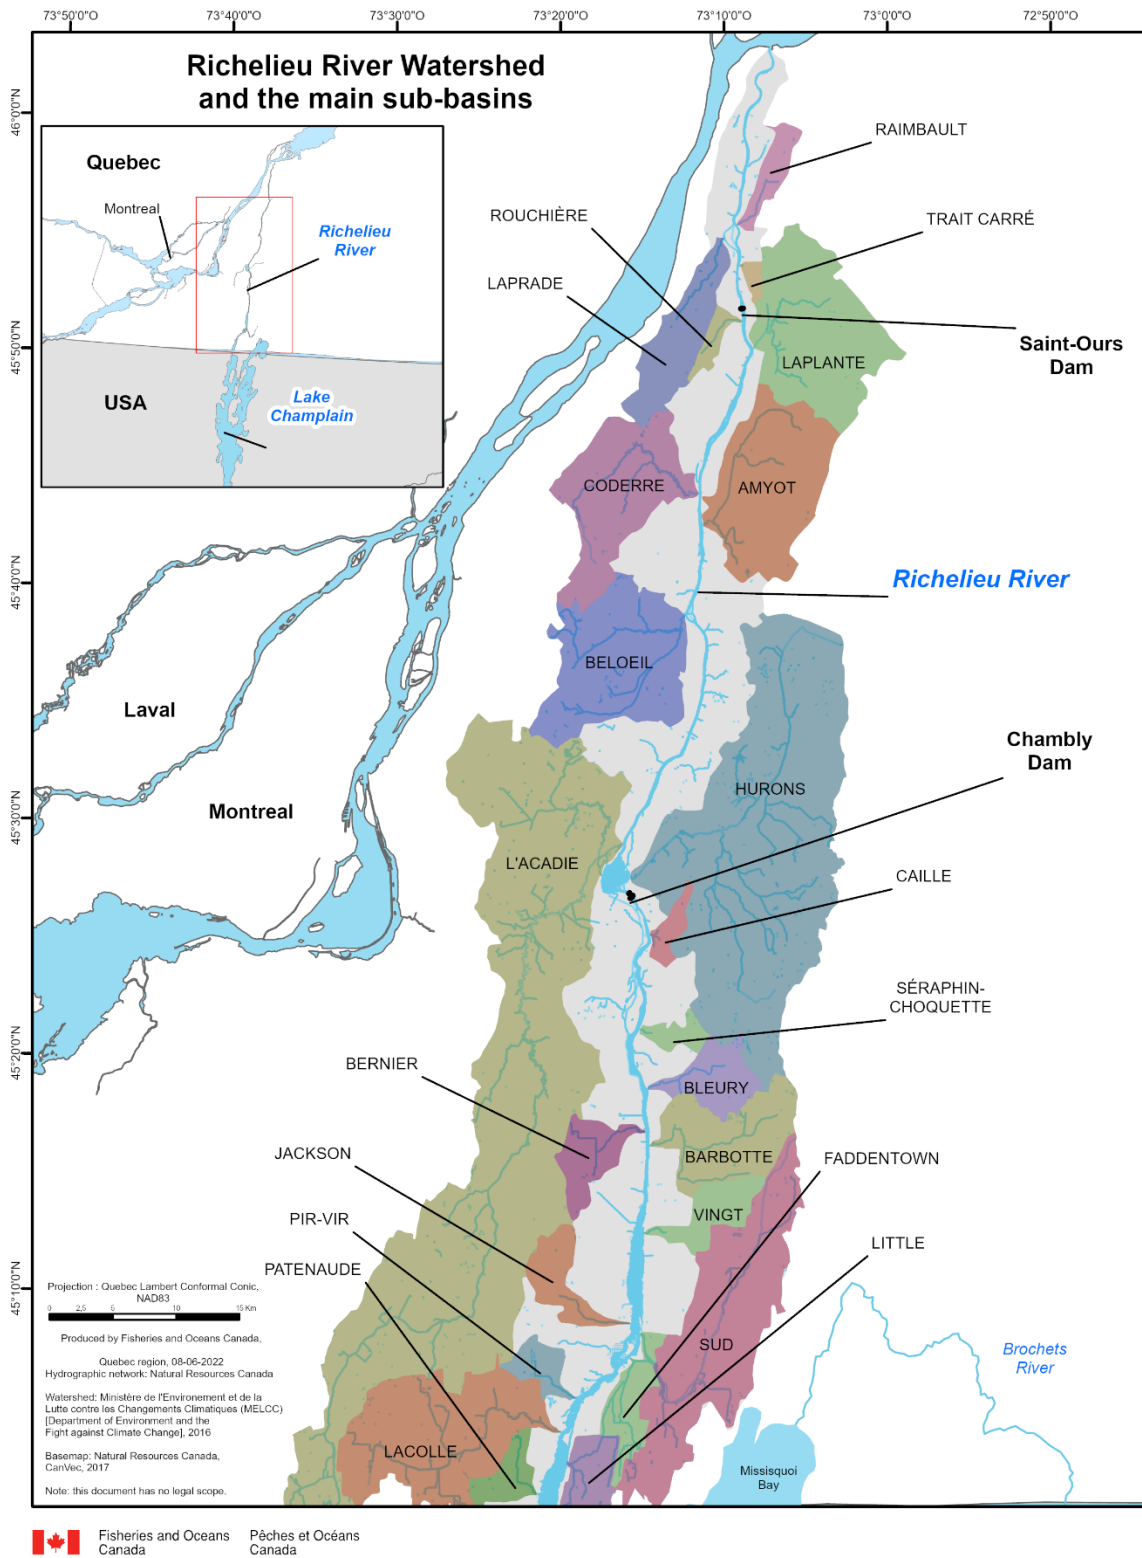 73°50'0"W
73°40'0"W
73°30'0"W
73°20'0"W
73°10'0"W
73°0'0"W
72°50'0"W
Richelieu River Watershed
and the main sub-basins
46°0'0"N
45°50'0"N
45°40'0"N
45°30'0"N
45°20'0"N
45°10'0"N
Quebec
Montreal
Richelieu
River
USA
Lake
Champlain
RAIMBAULT
ROUCHIÈRE
TRAIT CARRÉ
LAPRADE
Saint-Ours
Dam
LAPLANTE
CODERRE
AMYOT
Richelieu River
BELOEIL
Laval
Chambly
Dam
HURONS
Montreal
L'ACADIE
CAILLE
SÉRAPHIN-
CHOQUETTE
BERNIER
BLEURY
JACKSON
BARBOTTE
FADDENTOWN
PIR-VIR
VINGT
LITTLE
PATENAUDE
SUD
Brochets
River
LACOLLE
Missisquoi
Bay
Projection : Quebec Lambert Conformal Conic,
NAD83
0 2,5 5 10 15 Km
Produced by Fisheries and Oceans Canada,
Quebec region, 08-06-2022
Hydrographic network: Natural Resources Canada
Watershed: Ministère de l'Environement et de la
Lutte contre les Changements Climatiques (MELCC)
[Department of Environment and the
Fight against Climate Change], 2016
Basemap: Natural Resources Canada,
CanVec, 2017
Note: this document has no legal scope.
Fisheries and Oceans
Canada
Pêches et Océans
Canada